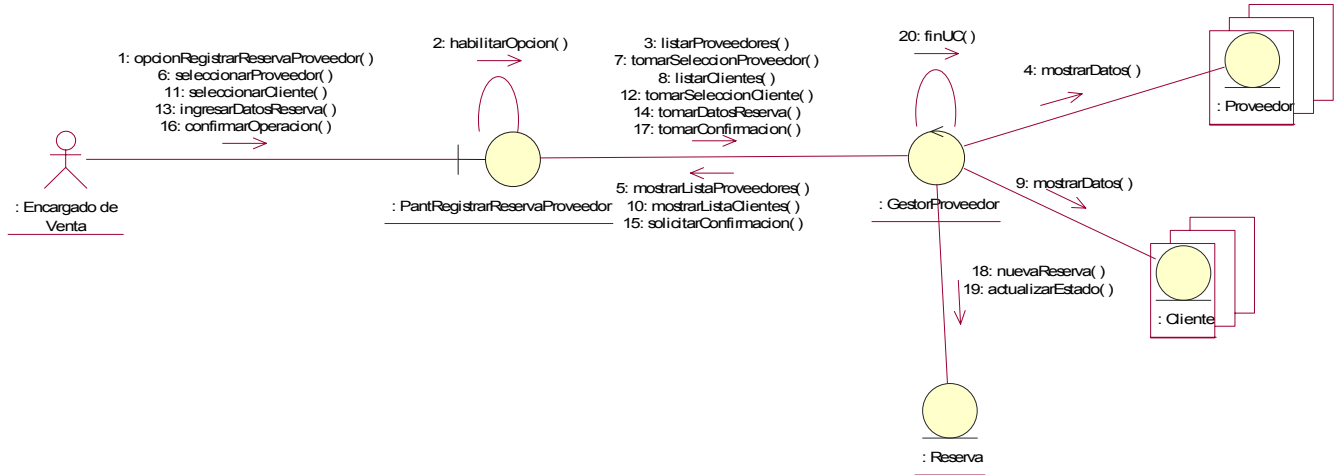 1: opcionRegistrarReservaProveedor( )
6: seleccionarProveedor( )
11: seleccionarCliente( )
13: ingresarDatosReserva( )
16: confirmarOperacion( )
2: habilitarOpcion( )
3: listarProveedores( )
7: tomarSeleccionProveedor( )
8: listarClientes( )
12: tomarSeleccionCliente( )
14: tomarDatosReserva( )
17: tomarConfirmacion( )
20: finUC( )
4: mostrarDatos( )
: Proveedor
: Encargado de
Venta
: PantRegistrarReservaProveedor
5: mostrarListaProveedores( )
10: mostrarListaClientes( )
15: solicitarConfirmacion( )
: GestorProveedor
9: mostrarDatos( )
: Cliente
18: nuevaReserva( )
19: actualizarEstado( )
: Reserva